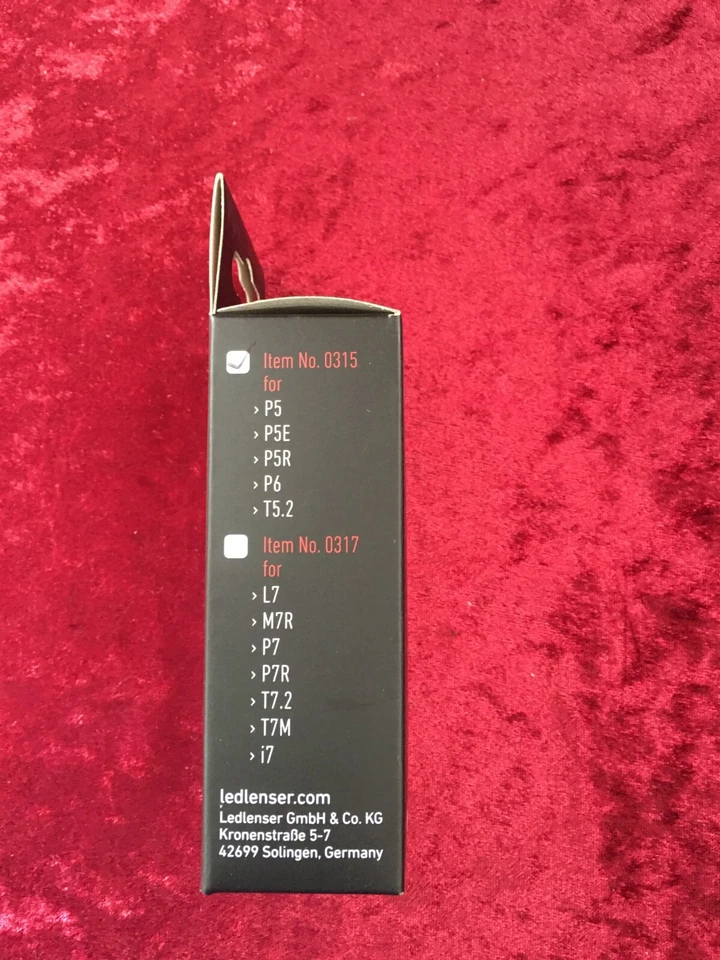 Item No. 0315
for
› P5
› P5E
› P5R
› P6
› T5.2
Item No. 0317
for
› L7
› M7R
› P7
› P7R
› T7.2
› T7M
› i7
ledlenser.com
Ledlenser GmbH & Co. KG
Kronenstraße 5-7
42699 Solingen, Germany